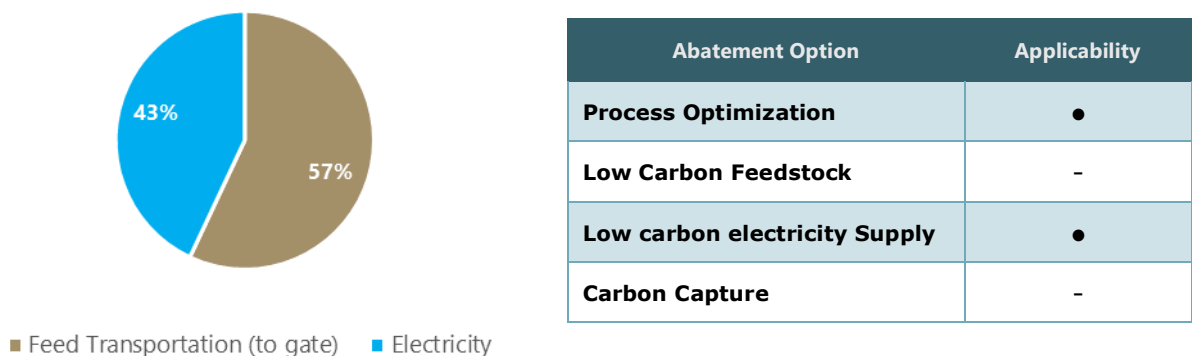 43%
57%
Feed Transportation (to gate) Electricity
Abatement Option Applicability
Process Optimization ●
Low Carbon Feedstock -
Low carbon electricity Supply ●
Carbon Capture -